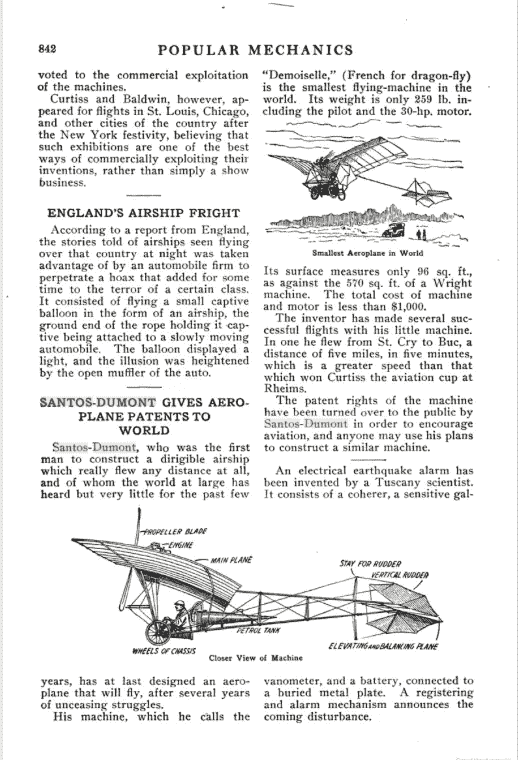 842 POPULAR MECHANICS
voted to the commercial exploitation
of the machines.
Curtiss and Baldwin, however, ap-
peared for flights in St. Louis, Chicago,
and other cities of the country after
the New York festivity, believing that
such exhibitions are one of the best
ways of commercially exploiting their
inventions, rather than simply a show
business.
ENGLAND'S AIRSHIP FRIGHT
According to a report from England,
the stories told of airships seen flying
over that country at night was taken
advantage of by an automobile firm to
perpetrate a hoax that added for some
time to the terror of a certain class.
It consisted of flying a small captive
balloon in the form of an airship, the
ground end of the rope holding it cap-
tive being attached to a slowly moving
automobile. The balloon displayed a
light, and the illusion was heightened
by the open muffler of the auto.
SANTOS-DUMONT GIVES AERO-
PLANE PATENTS TO
WORLD
Santos-Dumont, who was the first
man to construct a dirigible airship
which really flew any distance at all,
and of whom the world at large has
heard but very little for the past few
"Demoiselle," (French for dragon-fly)
is the smallest flying-machine in the
world. Its weight is only 259 lb. in-
cluding the pilot and the 30-hp. motor.
Smallest Aeroplane in World
Its surface measures only 96 sq. ft.,
as against the 570 sq. ft. of a Wright
machine. The total cost of machine
and motor is less than $1,000.
The inventor has made several suc-
cessful flights with his little machine.
In one he flew from St. Cry to Buc, a
distance of five miles, in five minutes,
which is a greater speed than that
which won Curtiss the aviation cup at
Rheims.
The patent rights of the machine
have been turned over to the public by
Santos-Dumont in order to encourage
aviation, and anyone may use his plans
to construct a similar machine.
An electrical earthquake alarm has
been invented by a Tuscany scientist.
It consists of a coherer, a sensitive gal-
PROPELLER BLADE
ENGINE
MAIN PLANE
STAY FOR RUDDER
VERTICAL RUDDER
PETROL TANK
WHEELS OF CHASSIS
ELEVATING AND BALANCING PLANE
Closer View of Machine
years, has at last designed an aero-
plane that will fly, after several years
of unceasing struggles.
His machine, which he calls the
vanometer, and a battery, connected to
a buried metal plate. A registering
and alarm mechanism announces the
coming disturbance.